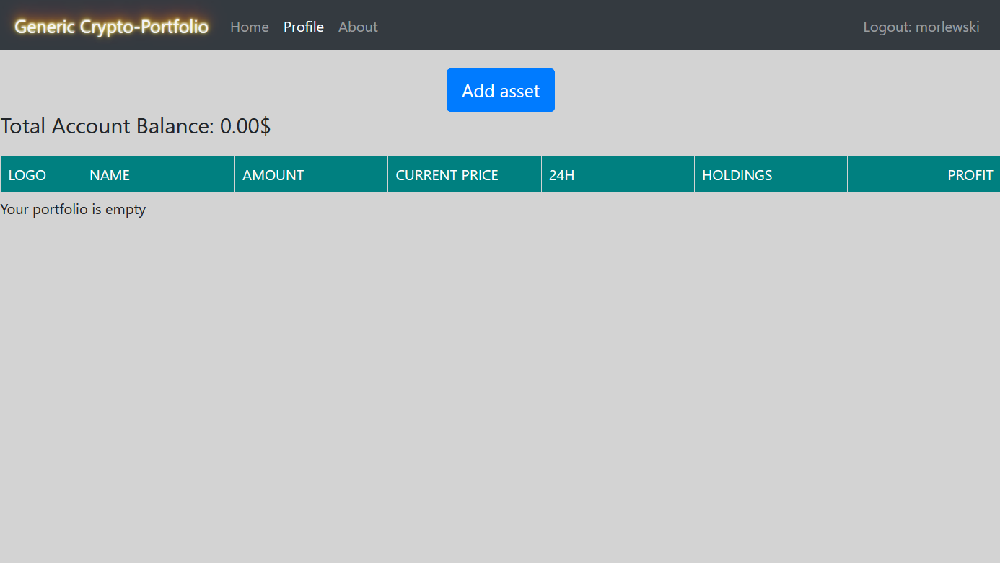 Generic Crypto-Portfolio Home Profile About Logout: morlewski
Add asset
Total Account Balance: 0.00$
LOGO NAME AMOUNT CURRENT PRICE 24H HOLDINGS PROFIT
Your portfolio is empty